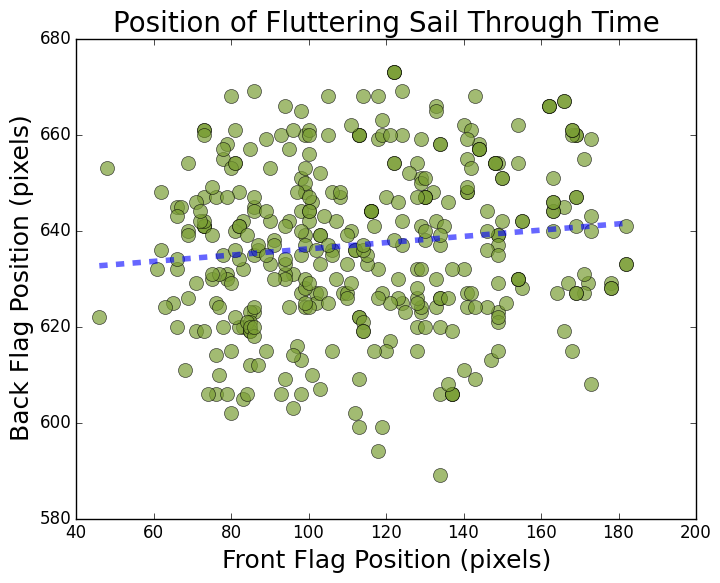 Position of Fluttering Sail Through Time
680
660
640
620
600
580
Back Flag Position (pixels)
40 60 80 100 120 140 160 180 200
Front Flag Position (pixels)